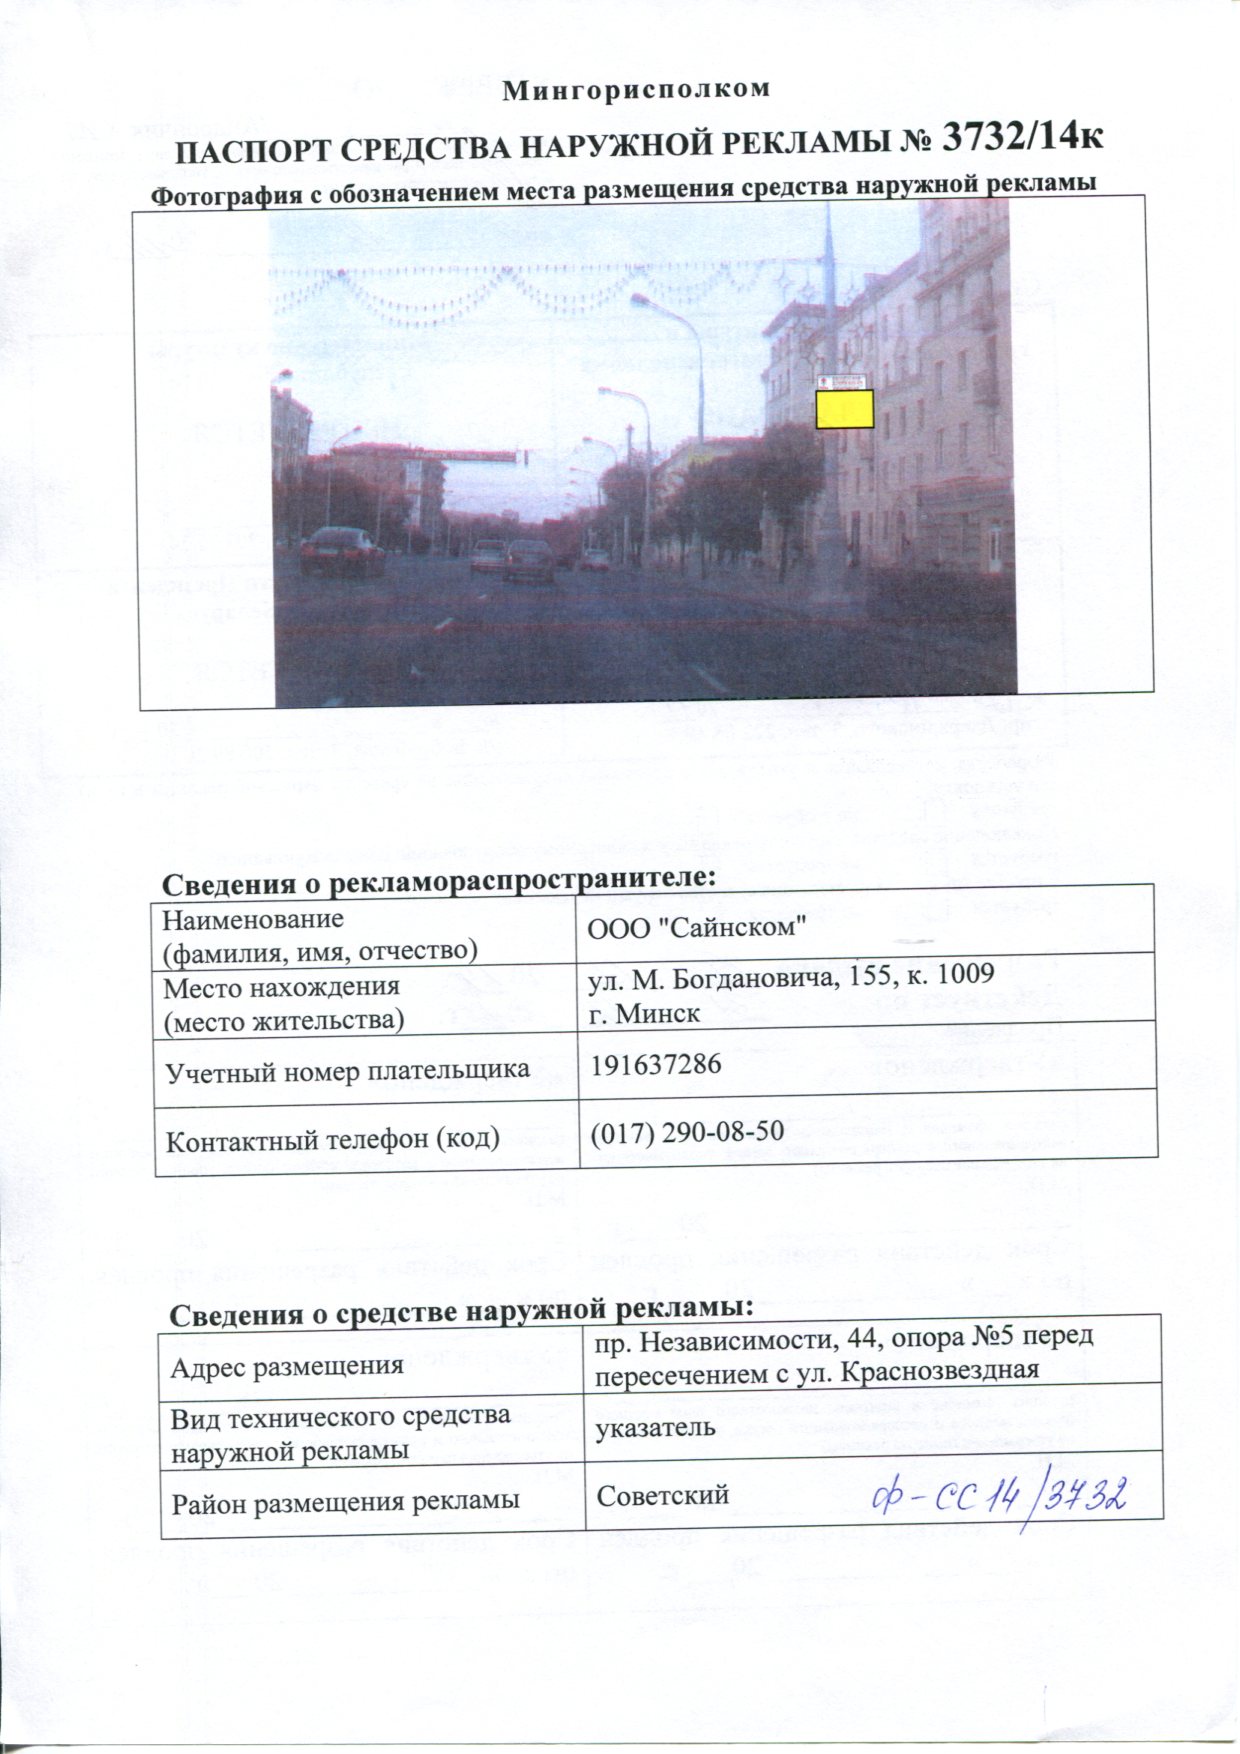 Мингорисполком
ПАСПОРТ СРЕДСТВА НАРУЖНОЙ РЕКЛАМЫ № 3732/14к
Фотография с обозначением места размещения средства наружной рекламы
Сведения о рекламораспространителе:
Наименование
(фамилия, имя, отчество)
ООО "Сайнском"
Место нахождения
(место жительства)
ул. М. Богдановича, 155, к. 1009
г. Минск
Учетный номер плательщика
191637286
Контактный телефон (код)
(017) 290-08-50
Сведения о средстве наружной рекламы:
Адрес размещения
пр. Независимости, 44, опора №5 перед
пересечением с ул. Краснозвездная
Вид технического средства
наружной рекламы
указатель
Район размещения рекламы
Советский
ф-СС14/3732